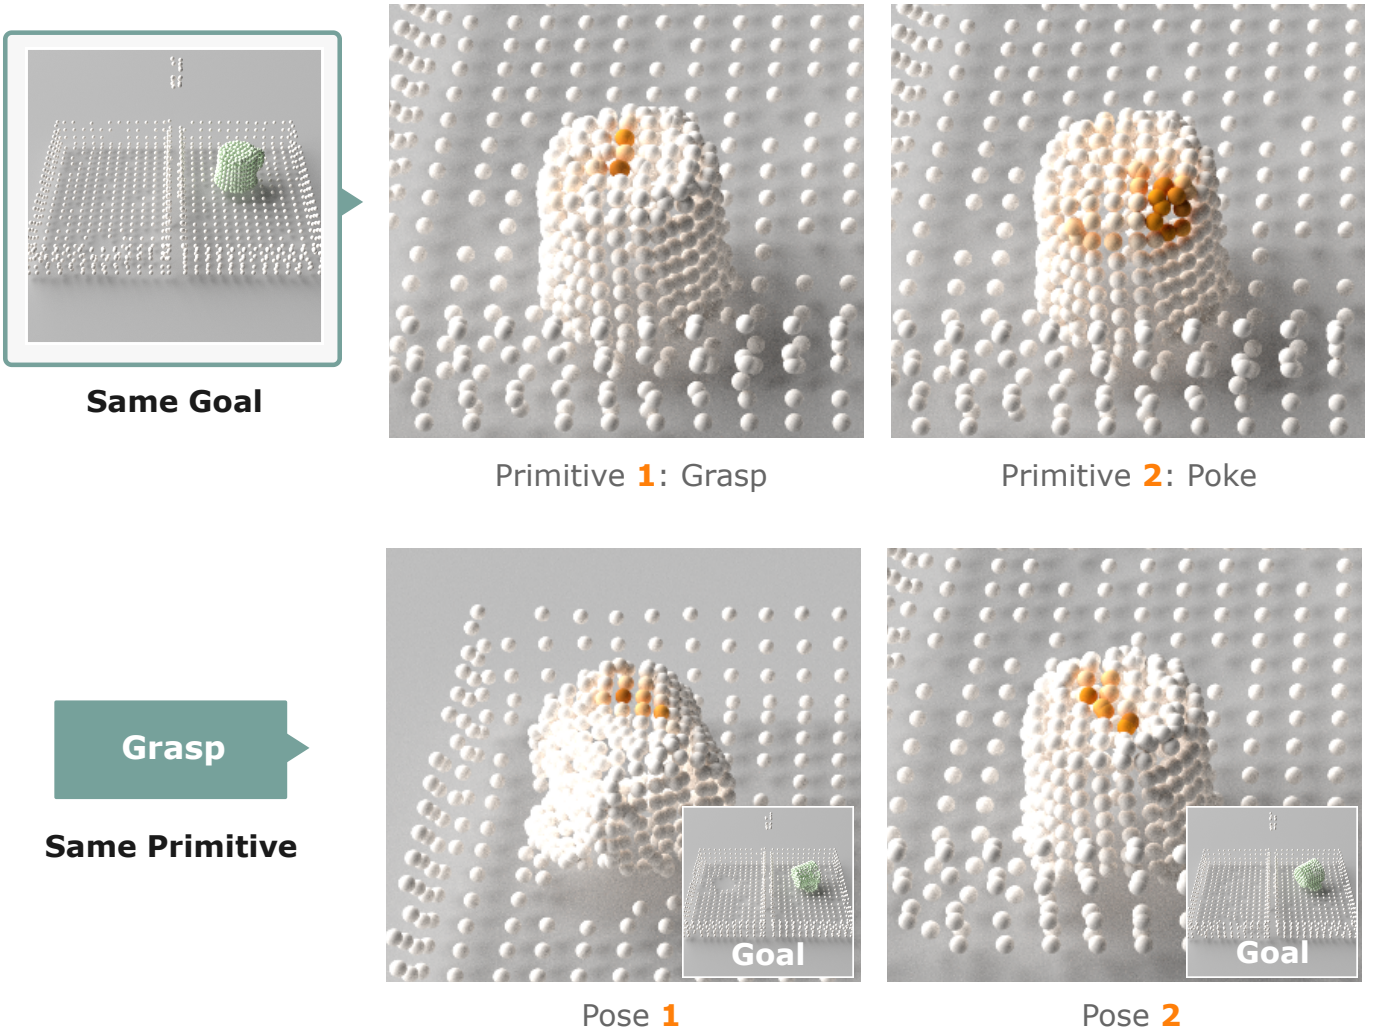 Same Goal
Primitive 1: Grasp
Primitive 2: Poke
Grasp
Same Primitive
Goal
Goal
Pose 1
Pose 2